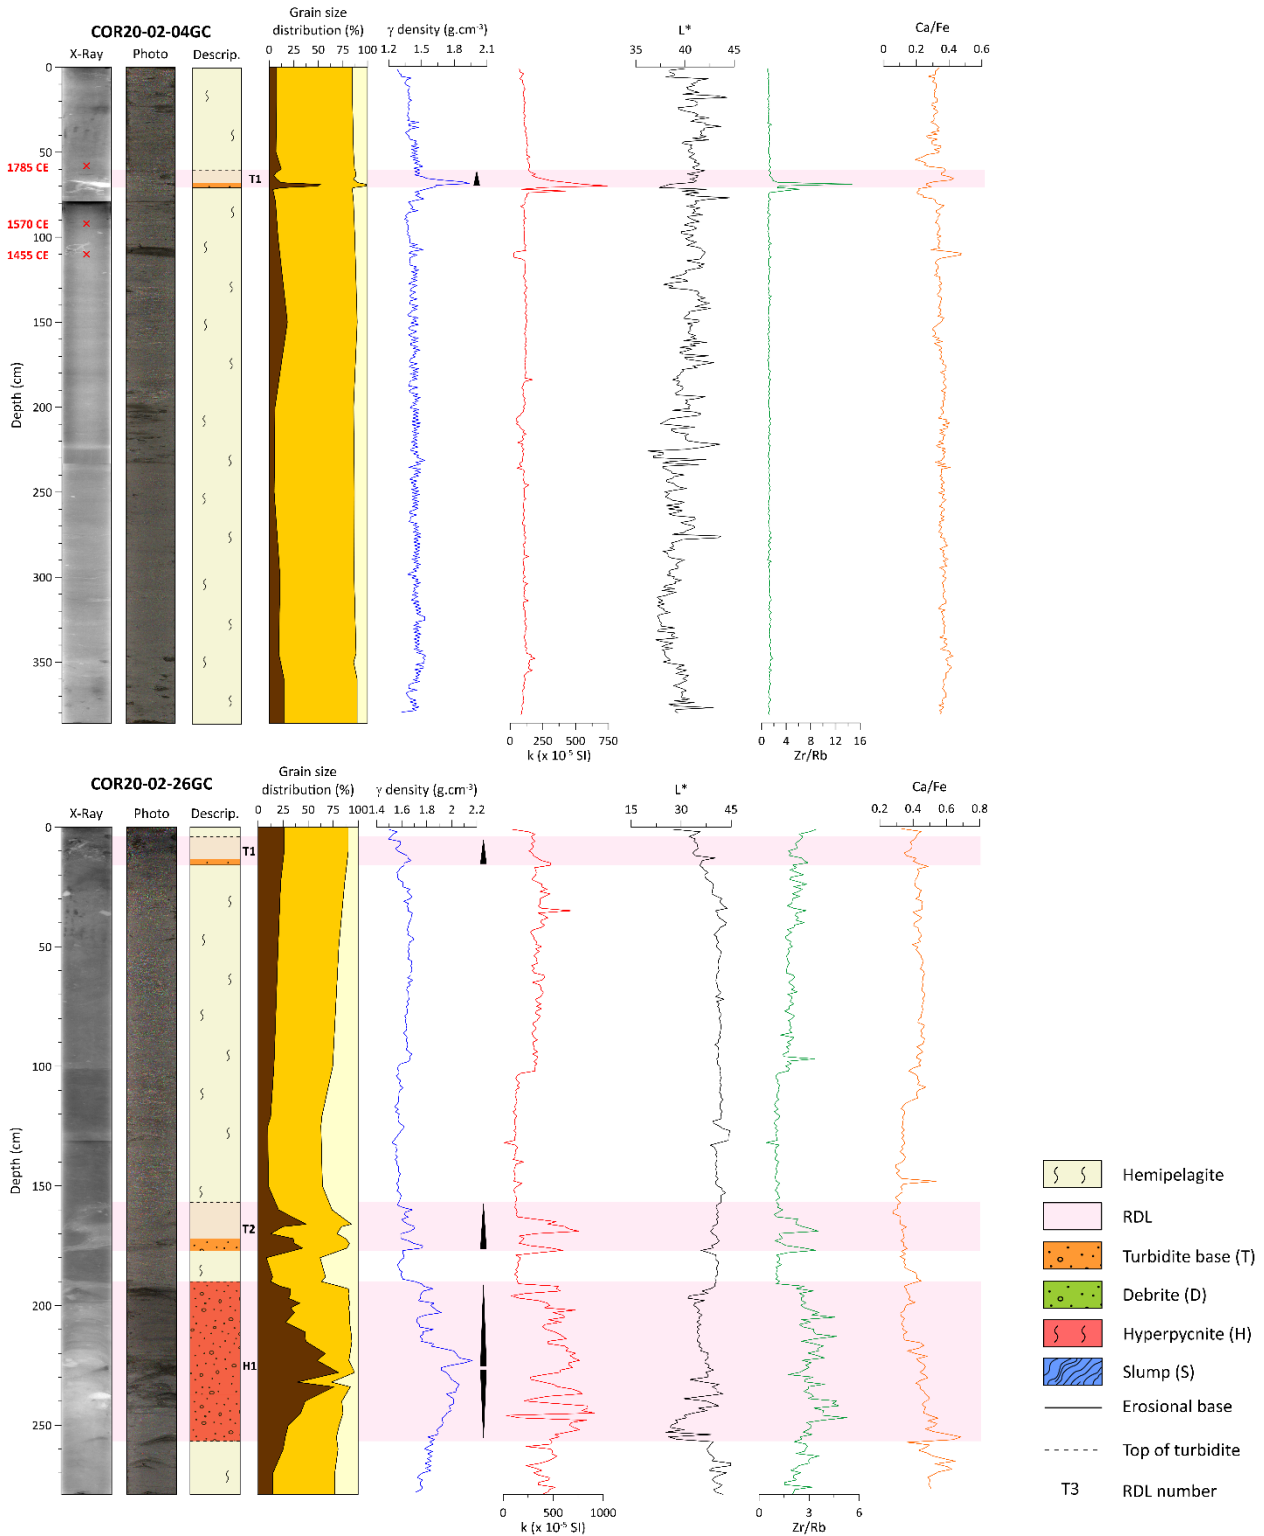 COR20-02-04GC
X-Ray Photo Descrip.
Grain size
distribution (%)
0 25 50 75 100
γ density (g.cm⁻³)
1.2 1.5 1.8 2.1
L*
35 40 45
Ca/Fe
0 0.2 0.4 0.6
0
50
100
150
200
250
300
350
Depth (cm)
1785 CE
1570 CE
1455 CE
T1
0 250 500 750
k (x 10⁻⁵ SI)
0 4 8 12 16
Zr/Rb
COR20-02-26GC
X-Ray Photo Descrip.
Grain size
distribution (%)
0 25 50 75 100
γ density (g.cm⁻³)
1.4 1.6 1.8 2 2.2
L*
15 30 45
Ca/Fe
0.2 0.4 0.6 0.8
0
50
100
150
200
250
Depth (cm)
T1
T2
H1
0 500 1000
k (x 10⁻⁵ SI)
0 3 6
Zr/Rb
Hemipelagite
RDL
Turbidite base (T)
Debrite (D)
Hyperpycnite (H)
Slump (S)
Erosional base
Top of turbidite
T3 RDL number